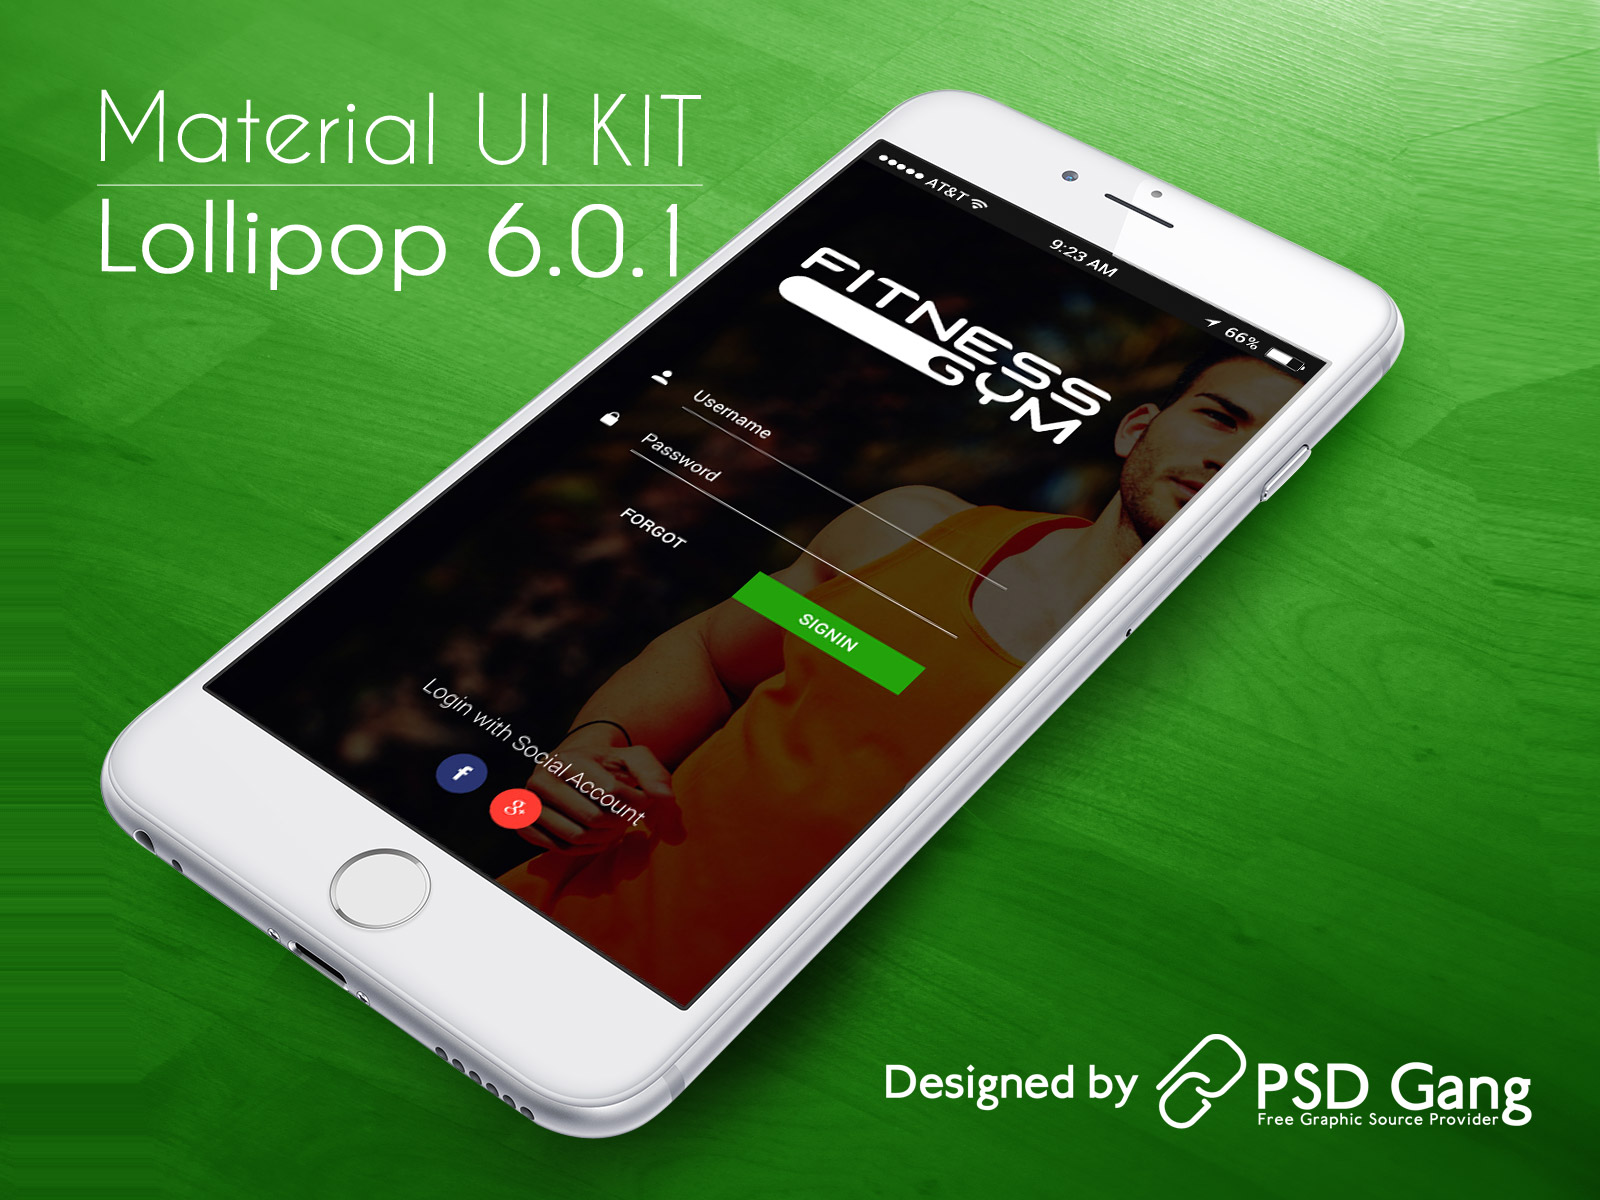 Material UI KIT
Lollipop 6.0.1
AT&T
9:23 AM
66%
FITNESS
GYM
Username
Password
FORGOT
SIGNIN
Login with Social Account
f
g+
Designed by PSD Gang
Free Graphic Source Provider